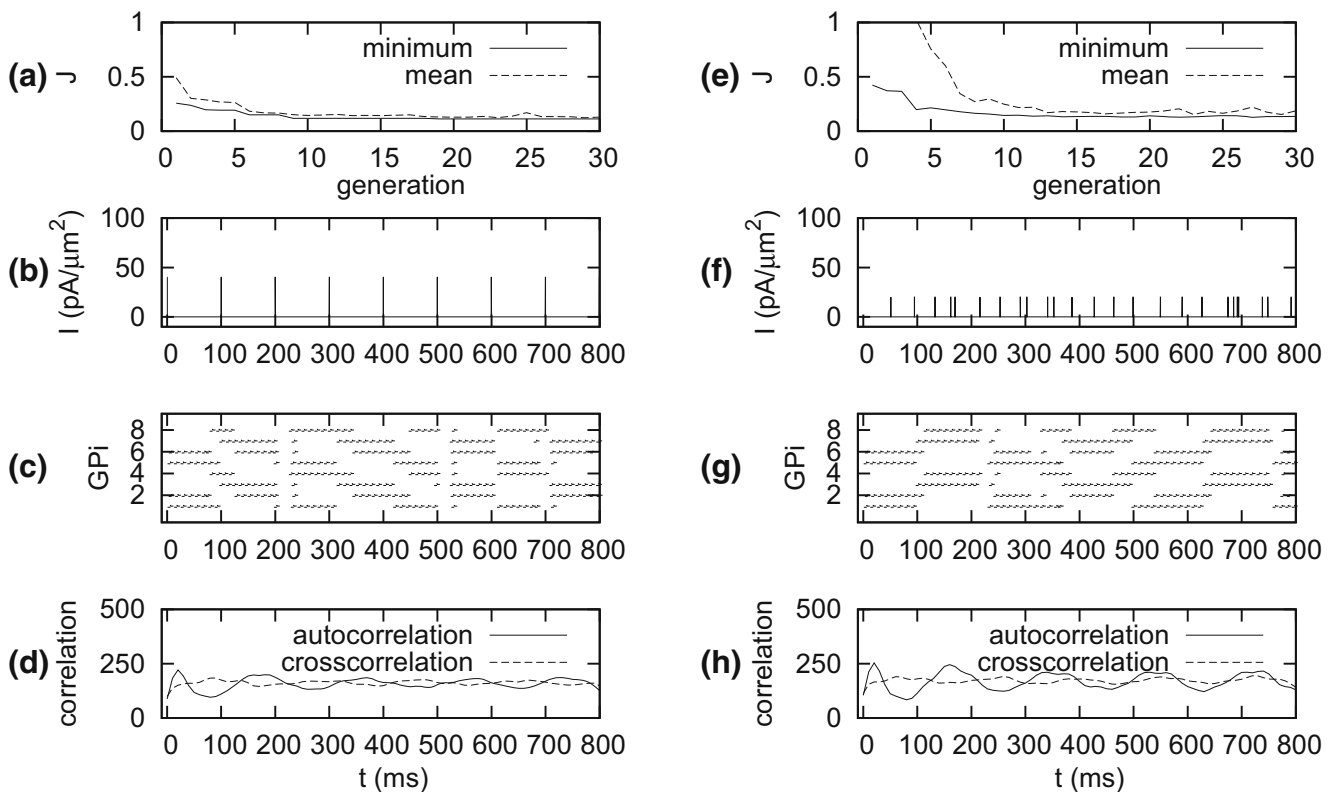 (a)
J
1
0.5
0
minimum
mean
0 5 10 15 20 25 30
generation
(b)
I (pA/μm²)
100
50
0
0 100 200 300 400 500 600 700 800
(c)
GPi
8
6
4
2
0 100 200 300 400 500 600 700 800
(d)
correlation
500
250
0
autocorrelation
crosscorrelation
0 100 200 300 400 500 600 700 800
t (ms)
(e)
J
1
0.5
0
minimum
mean
0 5 10 15 20 25 30
generation
(f)
I (pA/μm²)
100
50
0
0 100 200 300 400 500 600 700 800
(g)
GPi
8
6
4
2
0 100 200 300 400 500 600 700 800
(h)
correlation
500
250
0
autocorrelation
crosscorrelation
0 100 200 300 400 500 600 700 800
t (ms)